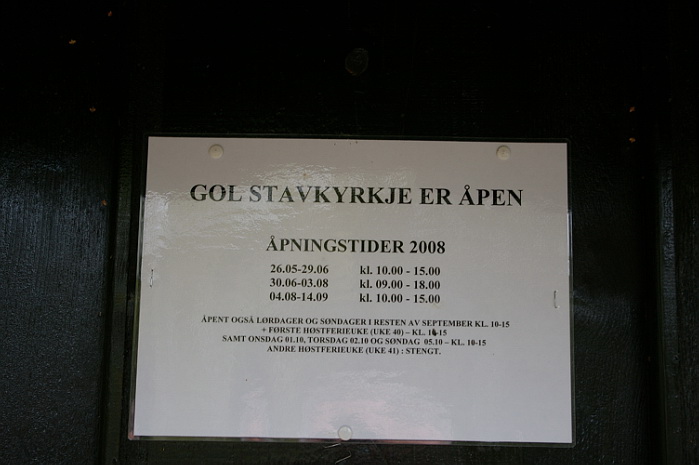 GOL STAVKYRKJE ER ÅPEN
ÅPNINGSTIDER 2008
26.05-29.06 kl. 10.00 - 15.00
30.06-03.08 kl. 09.00 - 18.00
04.08-14.09 kl. 10.00 - 15.00
ÅPENT OGSÅ LØRDAGER OG SØNDAGER I RESTEN AV SEPTEMBER KL. 10-15
+ FØRSTE HØSTFERIEUKE (UKE 40) – KL. 10-15
SAMT ONSDAG 01.10, TORSDAG 02.10 OG SØNDAG 05.10 – KL. 10-15
ANDRE HØSTFERIEUKE (UKE 41) : STENGT.